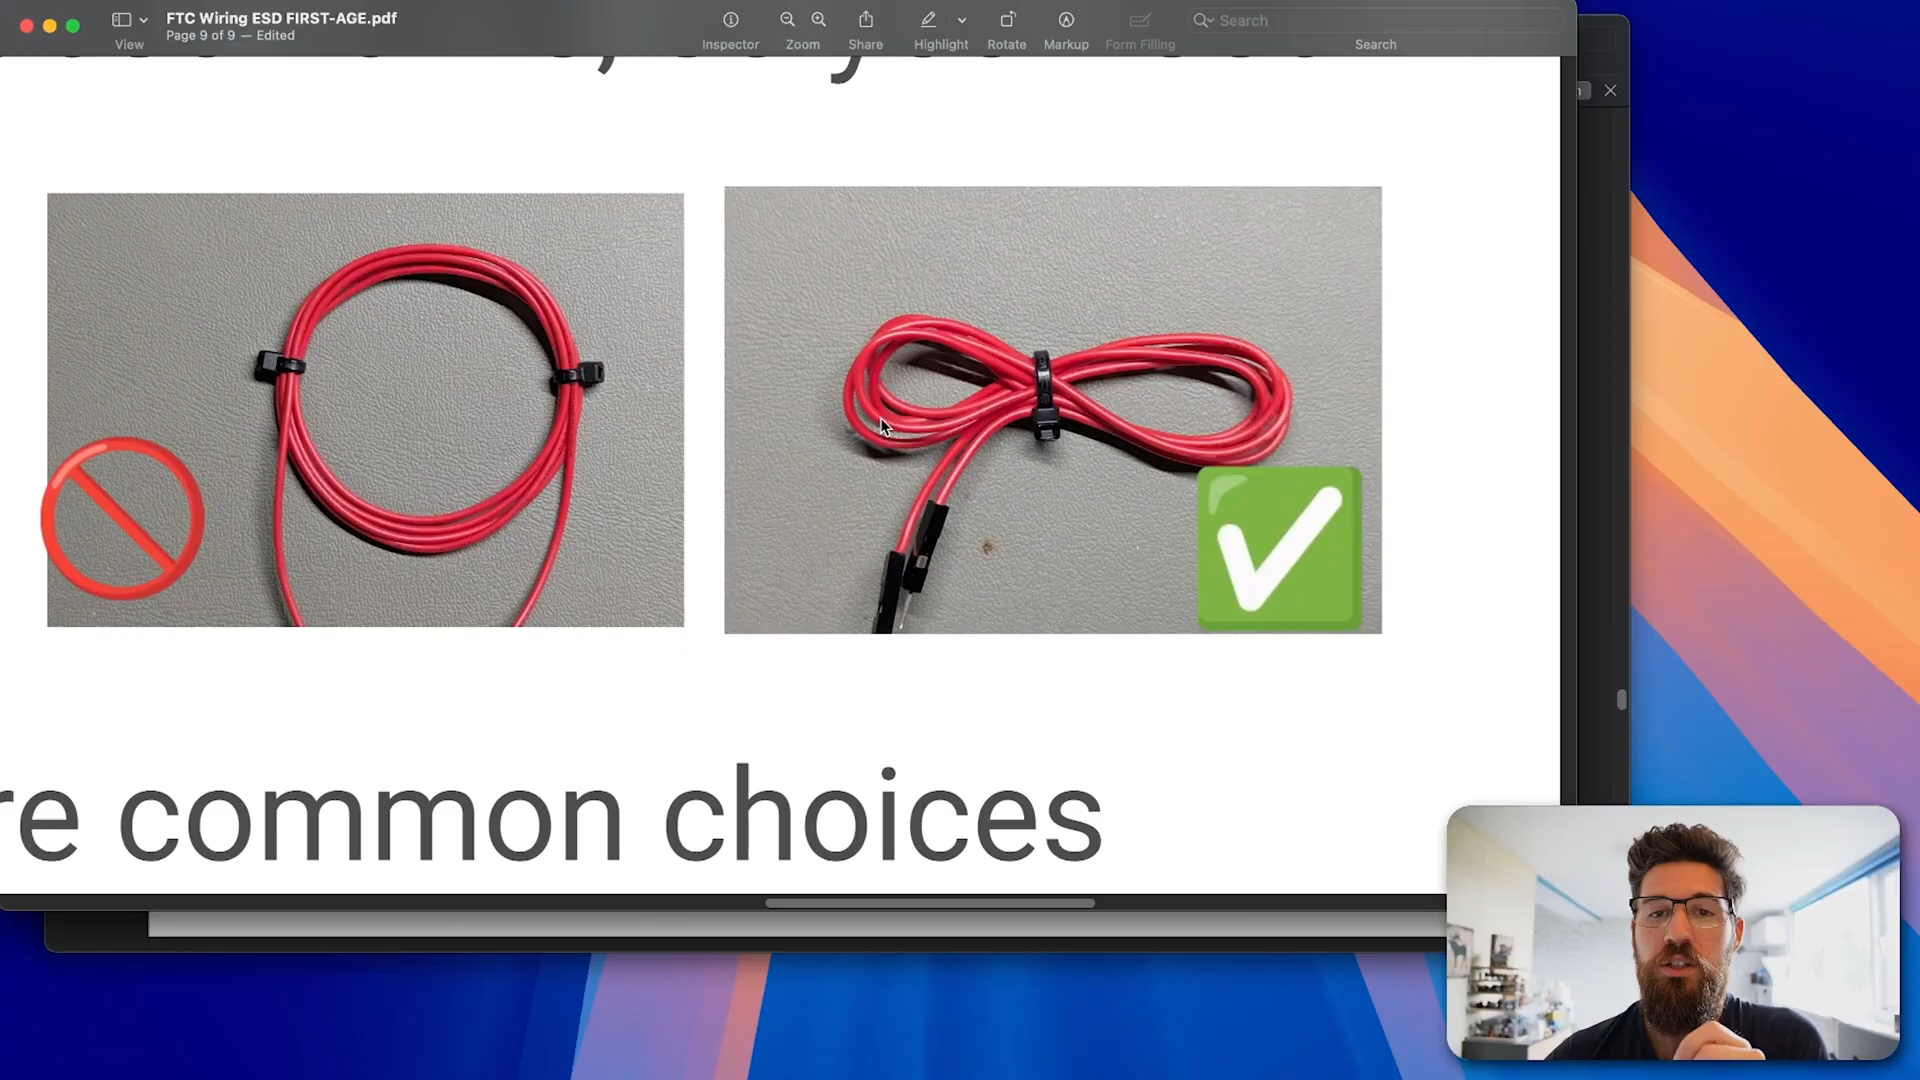 FTC Wiring ESD FIRST-AGE.pdf
Page 9 of 9 — Edited
View
Inspector
Zoom
Share
Highlight
Rotate
Markup
Form Filling
Search
Search
re common choices